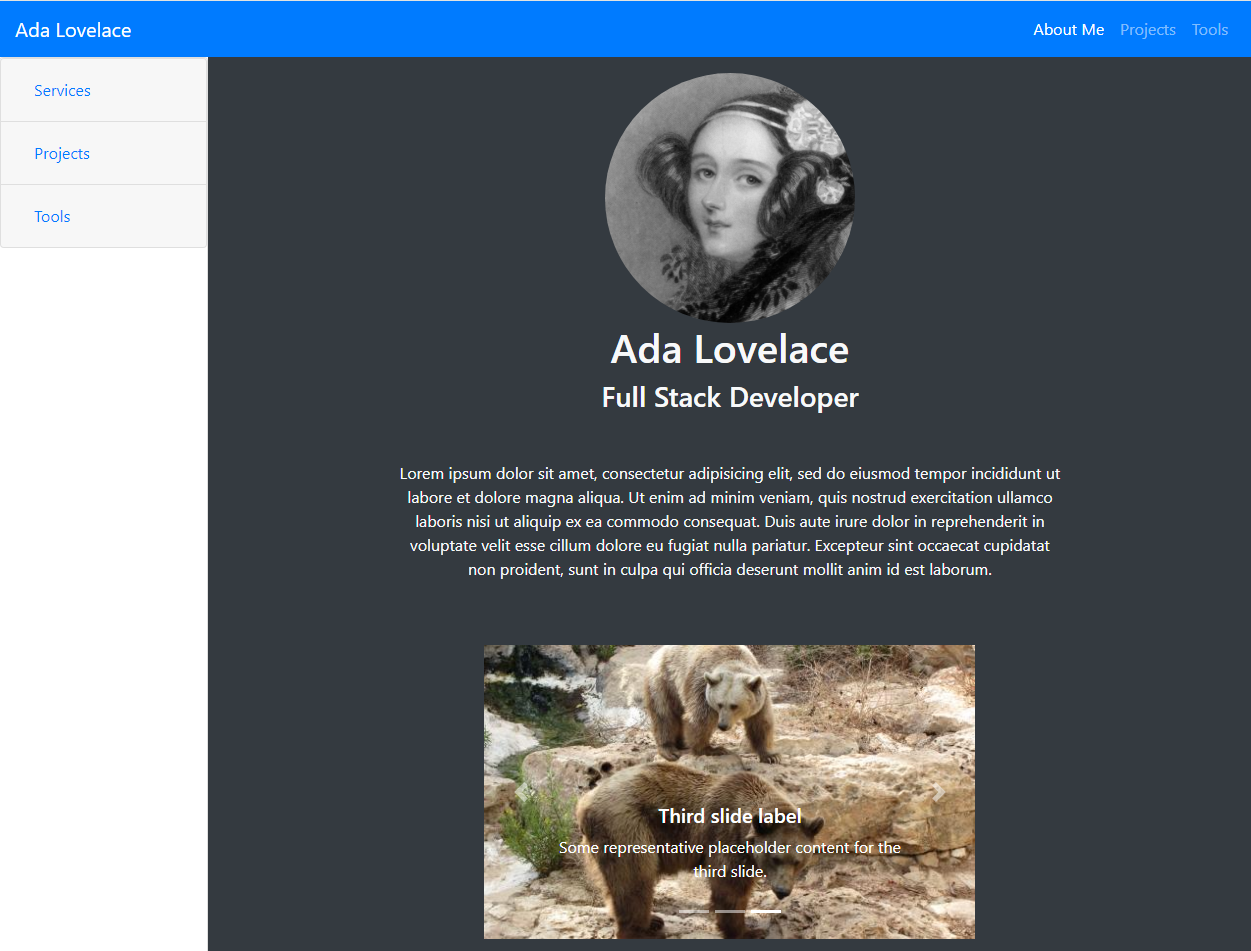 Ada Lovelace
About Me Projects Tools
Services
Projects
Tools
Ada Lovelace
Full Stack Developer
Lorem ipsum dolor sit amet, consectetur adipisicing elit, sed do eiusmod tempor incididunt ut
labore et dolore magna aliqua. Ut enim ad minim veniam, quis nostrud exercitation ullamco
laboris nisi ut aliquip ex ea commodo consequat. Duis aute irure dolor in reprehenderit in
voluptate velit esse cillum dolore eu fugiat nulla pariatur. Excepteur sint occaecat cupidatat
non proident, sunt in culpa qui officia deserunt mollit anim id est laborum.
Third slide label
Some representative placeholder content for the
third slide.